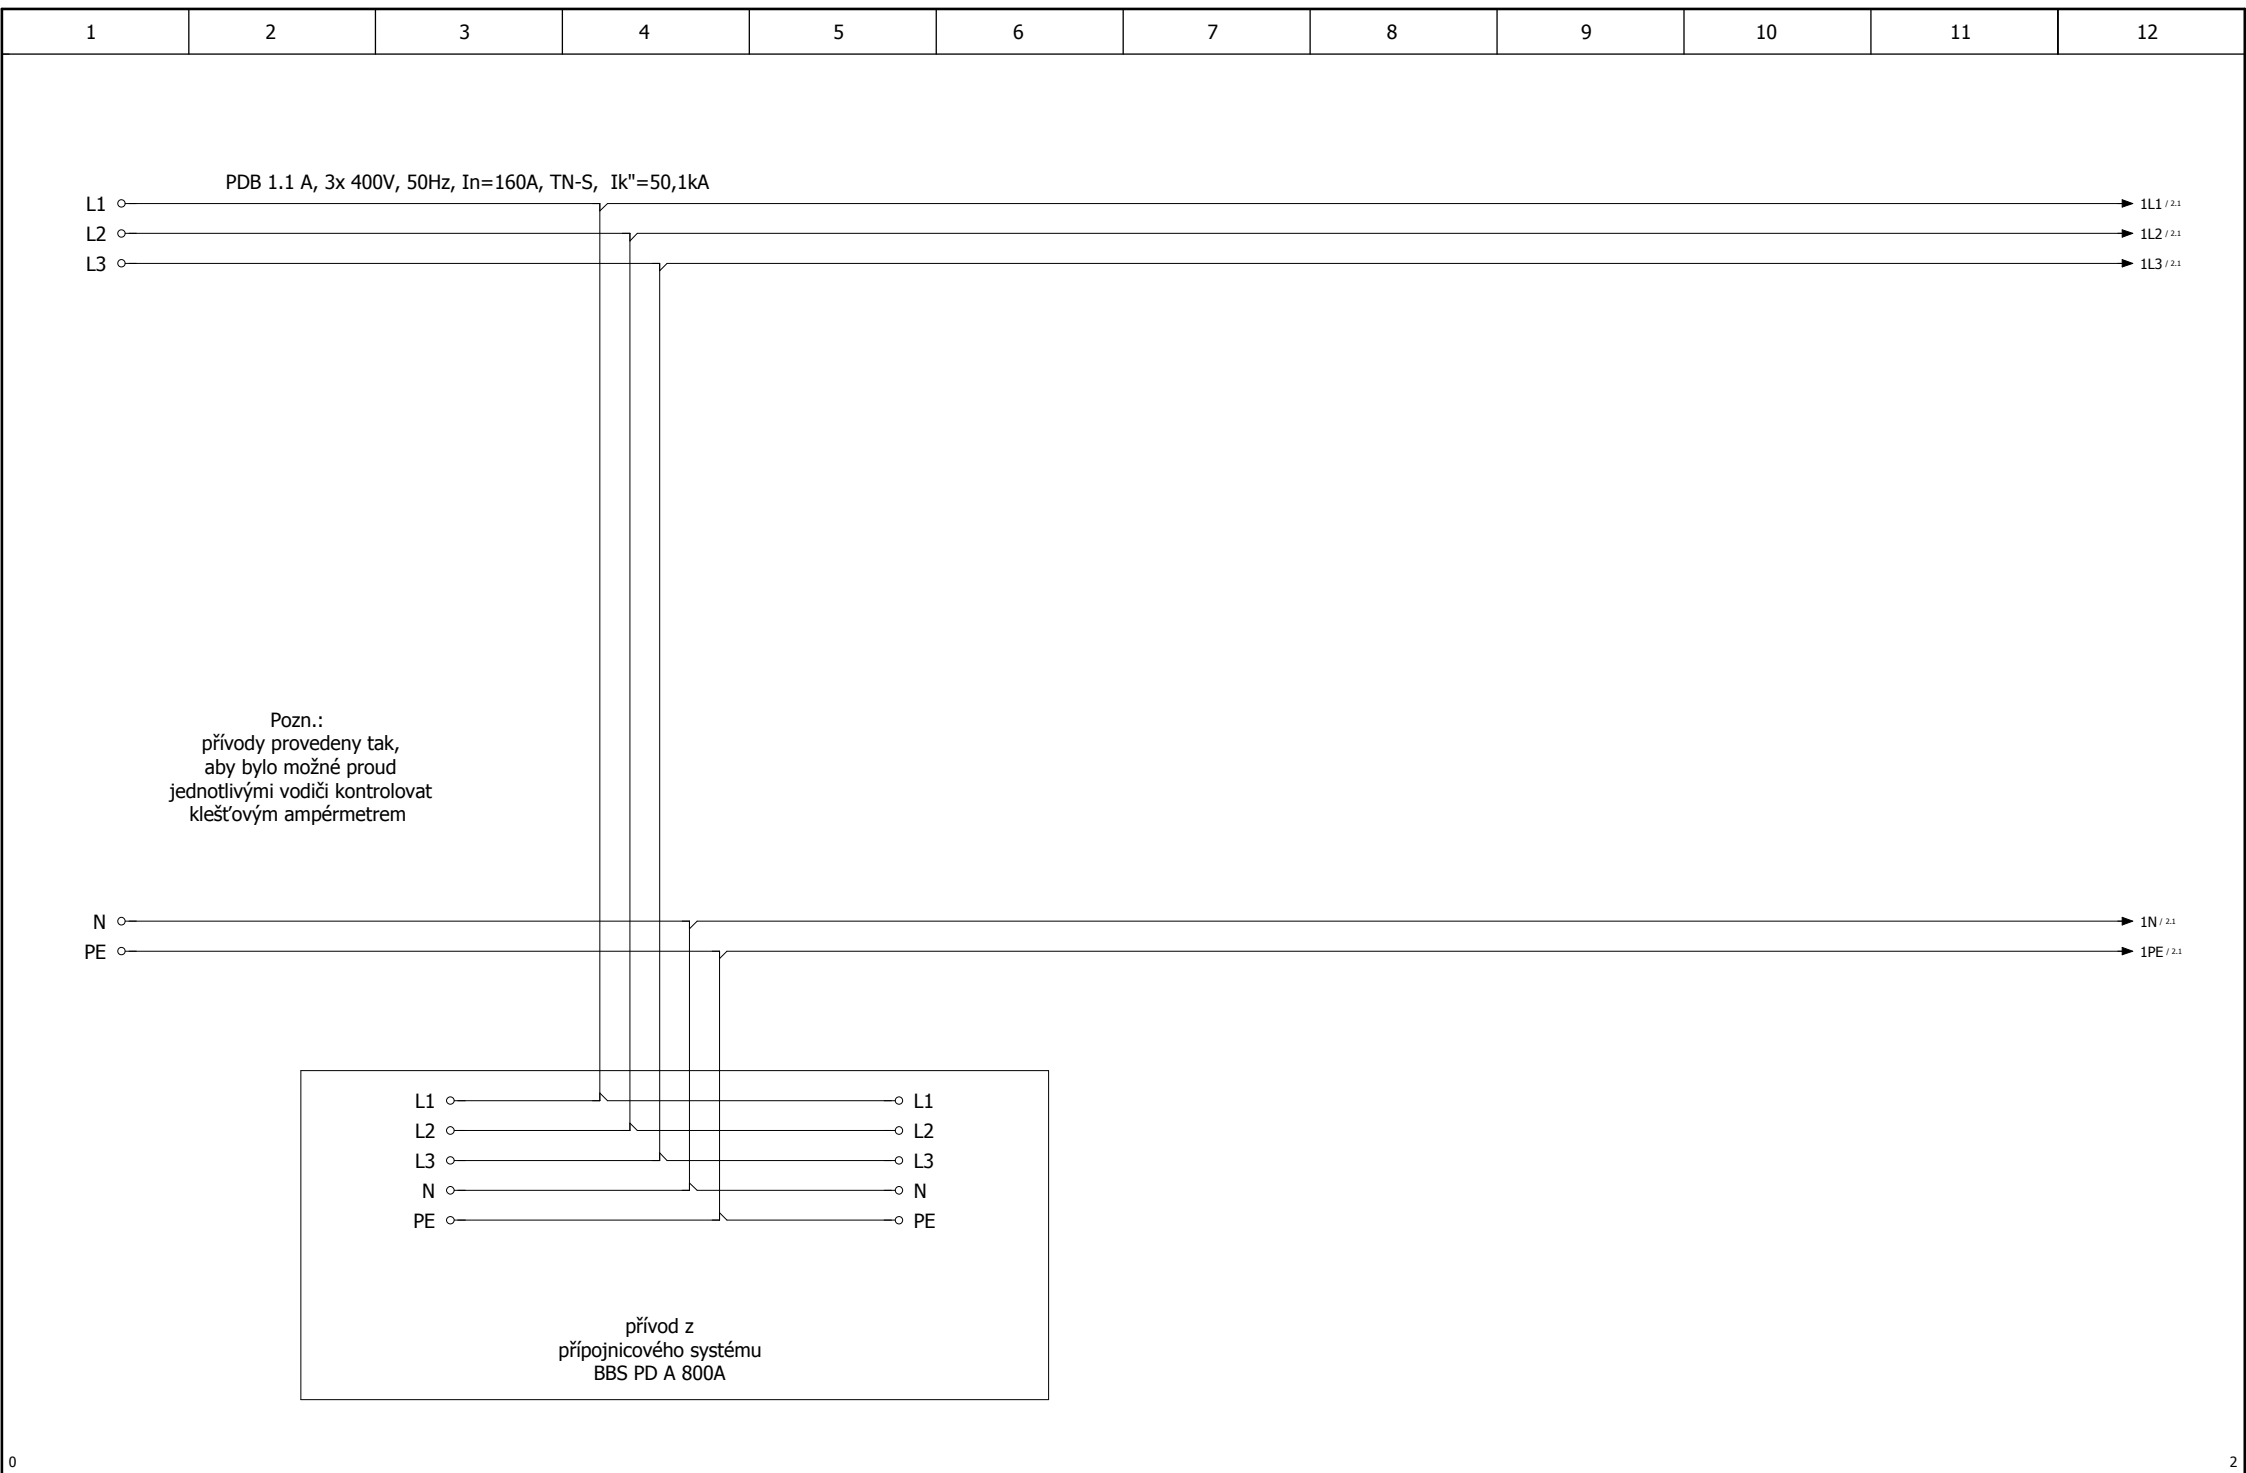 1 2 3 4 5 6 7 8 9 10 11 12
PDB 1.1 A, 3x 400V, 50Hz, In=160A, TN-S, Ik"=50,1kA
L1 1L1 / 2.1
L2 1L2 / 2.1
L3 1L3 / 2.1
Pozn.:
přívody provedeny tak,
aby bylo možné proud
jednotlivými vodiči kontrolovat
klešťovým ampérmetrem
N 1N / 2.1
PE 1PE / 2.1
L1 L1
L2 L2
L3 L3
N N
PE PE
přívod z
přípojnicového systému
BBS PD A 800A
0 2